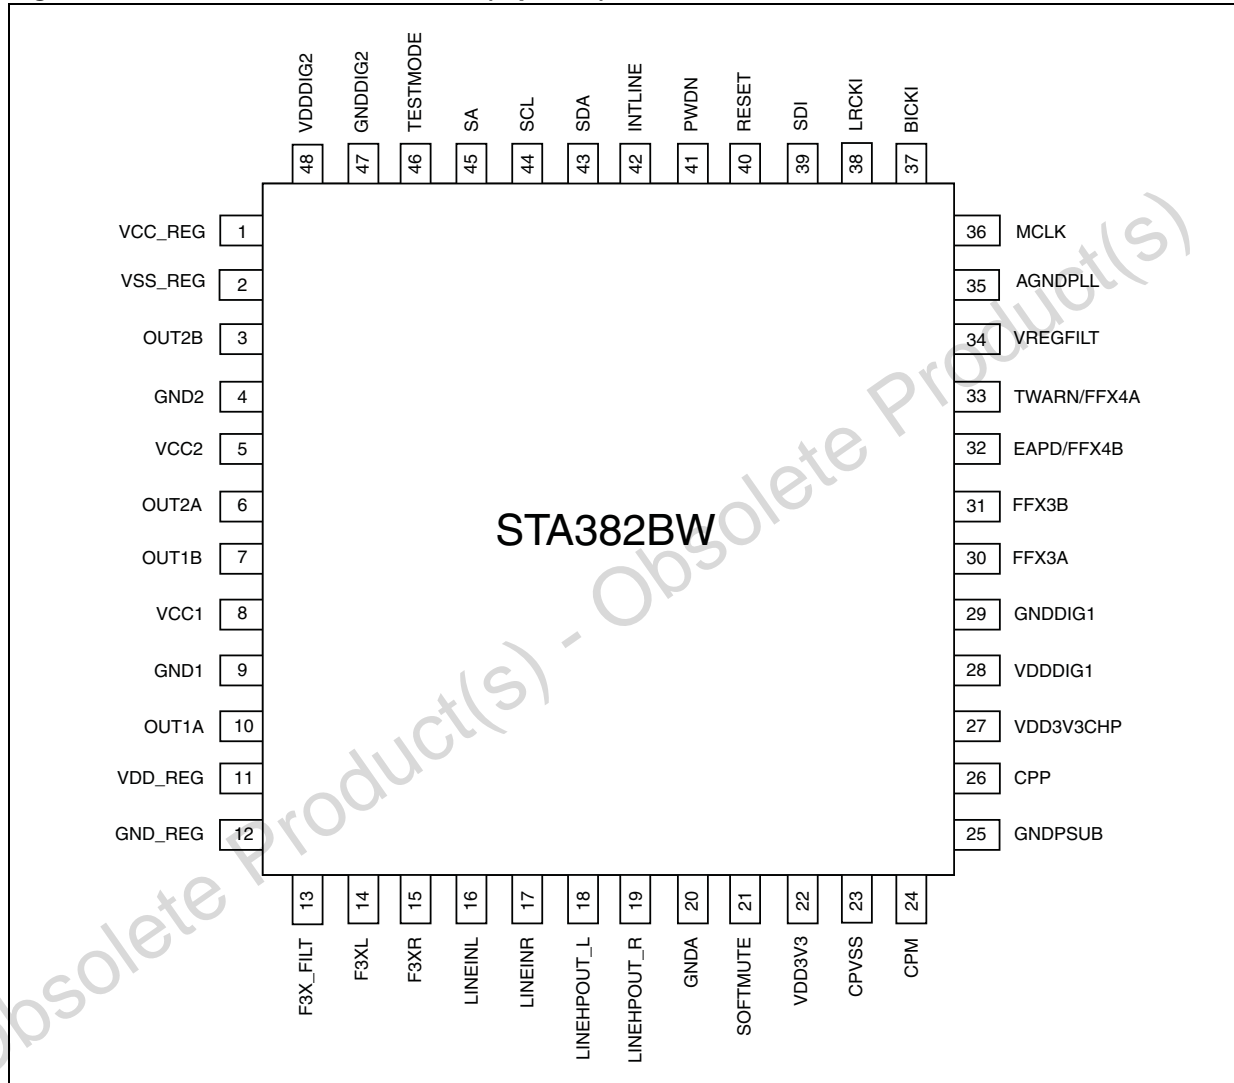 VDDDIG2
GNDDIG2
TESTMODE
SA
SCL
SDA
INTLINE
PWDN
RESET
SDI
LRCKI
BICKI
48
47
46
45
44
43
42
41
40
39
38
37
VCC_REG 1
VSS_REG 2
OUT2B 3
GND2 4
VCC2 5
OUT2A 6
OUT1B 7
VCC1 8
GND1 9
OUT1A 10
VDD_REG 11
GND_REG 12
STA382BW
36 MCLK
35 AGNDPLL
34 VREGFILT
33 TWARN/FFX4A
32 EAPD/FFX4B
31 FFX3B
30 FFX3A
29 GNDDIG1
28 VDDDIG1
27 VDD3V3CHP
26 CPP
25 GNDPSUB
13
14
15
16
17
18
19
20
21
22
23
24
F3X_FILT
F3XL
F3XR
LINEINL
LINEINR
LINEHPOUT_L
LINEHPOUT_R
GNDA
SOFTMUTE
VDD3V3
CPVSS
CPM
Obsolete Product(s) - Obsolete Product(s)